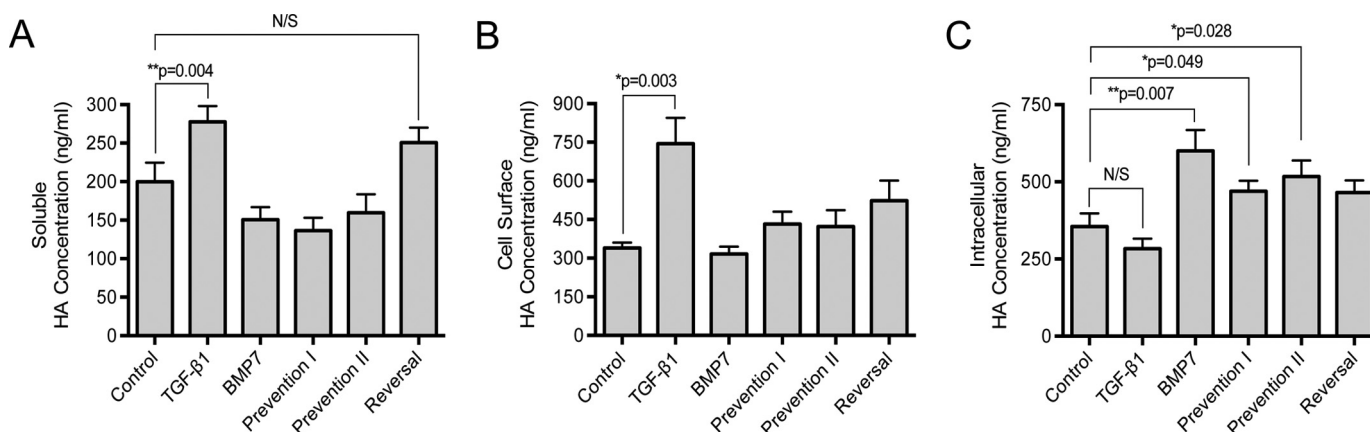 A
N/S
**p=0.004
Soluble
HA Concentration (ng/ml)
300
250
200
150
100
50
0
Control
TGF-β1
BMP7
Prevention I
Prevention II
Reversal
B
*p=0.003
Cell Surface
HA Concentration (ng/ml)
900
750
600
450
300
150
0
Control
TGF-β1
BMP7
Prevention I
Prevention II
Reversal
C
*p=0.028
*p=0.049
**p=0.007
N/S
Intracellular
HA Concentration (ng/ml)
750
500
250
0
Control
TGF-β1
BMP7
Prevention I
Prevention II
Reversal